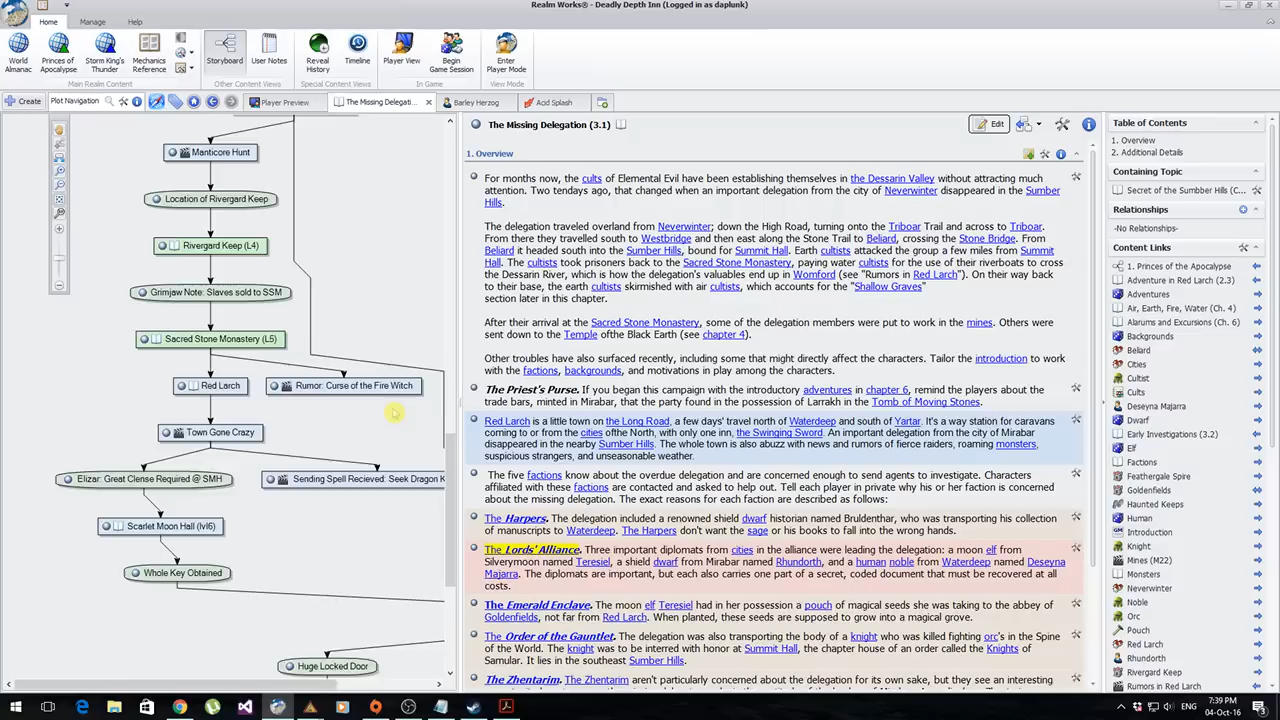 Realm Works® - Deadly Depth Inn (Logged in as daplunk)
Home Manage Help
World Almanac
Princes of Apocalypse
Storm King's Thunder
Mechanics Reference
Storyboard
User Notes
Reveal History
Timeline
Player View
Begin Game Session
Enter Player Mode
Main Realm Content
Other Content Views
Special Content Views
In Game
View Mode
Create
Plot Navigation
Player Preview
The Missing Delegati...
Barley Herzog
Acid Splash
Manticore Hunt
Location of Rivergard Keep
Rivergard Keep (L4)
Grimjaw Note: Slaves sold to SSM
Sacred Stone Monastery (L5)
Red Larch
Rumor: Curse of the Fire Witch
Town Gone Crazy
Elizar: Great Clense Required @ SMH
Sending Spell Recieved: Seek Dragon K
Scarlet Moon Hall (lvl6)
Whole Key Obtained
Huge Locked Door
The Missing Delegation (3.1)
Edit
1. Overview
For months now, the cults of Elemental Evil have been establishing themselves in the Dessarin Valley without attracting much
attention. Two tendays ago, that changed when an important delegation from the city of Neverwinter disappeared in the Sumber
Hills.
The delegation traveled overland from Neverwinter; down the High Road, turning onto the Triboar Trail and across to Triboar.
From there they travelled south to Westbridge and then east along the Stone Trail to Beliard, crossing the Stone Bridge. From
Beliard it headed south into the Sumber Hills, bound for Summit Hall. Earth cultists attacked the group a few miles from Summit
Hall. The cultists took prisoners back to the Sacred Stone Monastery, paying water cultists for the use of their riverboats to cross
the Dessarin River, which is how the delegation's valuables end up in Womford (see "Rumors in Red Larch"). On their way back
to their base, the earth cultists skirmished with air cultists, which accounts for the "Shallow Graves"
section later in this chapter.
After their arrival at the Sacred Stone Monastery, some of the delegation members were put to work in the mines. Others were
sent down to the Temple ofthe Black Earth (see chapter 4).
Other troubles have also surfaced recently, including some that might directly affect the characters. Tailor the introduction to work
with the factions, backgrounds, and motivations in play among the characters.
The Priest's Purse. If you began this campaign with the introductory adventures in chapter 6, remind the players about the
trade bars, minted in Mirabar, that the party found in the possession of Larrakh in the Tomb of Moving Stones.
Red Larch is a little town on the Long Road, a few days' travel north of Waterdeep and south of Yartar. It's a way station for caravans
coming to or from the cities ofthe North, with only one inn, the Swinging Sword. An important delegation from the city of Mirabar
disappeared in the nearby Sumber Hills. The whole town is also abuzz with news and rumors of fierce raiders, roaming monsters,
suspicious strangers, and unseasonable weather.
The five factions know about the overdue delegation and are concerned enough to send agents to investigate. Characters
affiliated with these factions are contacted and asked to help out. Tell each player in private why his or her faction is concerned
about the missing delegation. The exact reasons for each faction are described as follows:
The Harpers. The delegation included a renowned shield dwarf historian named Bruldenthar, who was transporting his collection
of manuscripts to Waterdeep. The Harpers don't want the sage or his books to fall into the wrong hands.
The Lords' Alliance. Three important diplomats from cities in the alliance were leading the delegation: a moon elf from
Silverymoon named Teresiel, a shield dwarf from Mirabar named Rhundorth, and a human noble from Waterdeep named Deseyna
Majarra. The diplomats are important, but each also carries one part of a secret, coded document that must be recovered at all
costs.
The Emerald Enclave. The moon elf Teresiel had in her possession a pouch of magical seeds she was taking to the abbey of
Goldenfields, not far from Red Larch. When planted, these seeds are supposed to grow into a magical grove.
The Order of the Gauntlet. The delegation was also transporting the body of a knight who was killed fighting orc's in the Spine
of the World. The knight was to be interred with honor at Summit Hall, the chapter house of an order called the Knights of
Samular. It lies in the southeast Sumber Hills.
The Zhentarim. The Zhentarim aren't particularly concerned about the delegation for its own sake, but several members have
Table of Contents
1. Overview
2. Additional Details
Containing Topic
Secret of the Sumbber Hills (C...
Relationships
-No Relationships-
Content Links
1. Princes of the Apocalypse
Adventure in Red Larch (2.3)
Adventures
Air, Earth, Fire, Water (Ch. 4)
Alarums and Excursions (Ch. 6)
Backgrounds
Beliard
Cities
Cultist
Cults
Deseyna Majarra
Dwarf
Early Investigations (3.2)
Elf
Factions
Feathergale Spire
Goldenfields
Haunted Keeps
Human
Introduction
Knight
Mines (M22)
Monsters
Neverwinter
Noble
Orc
Pouch
Red Larch
Rhundorth
Rivergard Keep
Rumors in Red Larch
ENG
7:39 PM
04-Oct-16